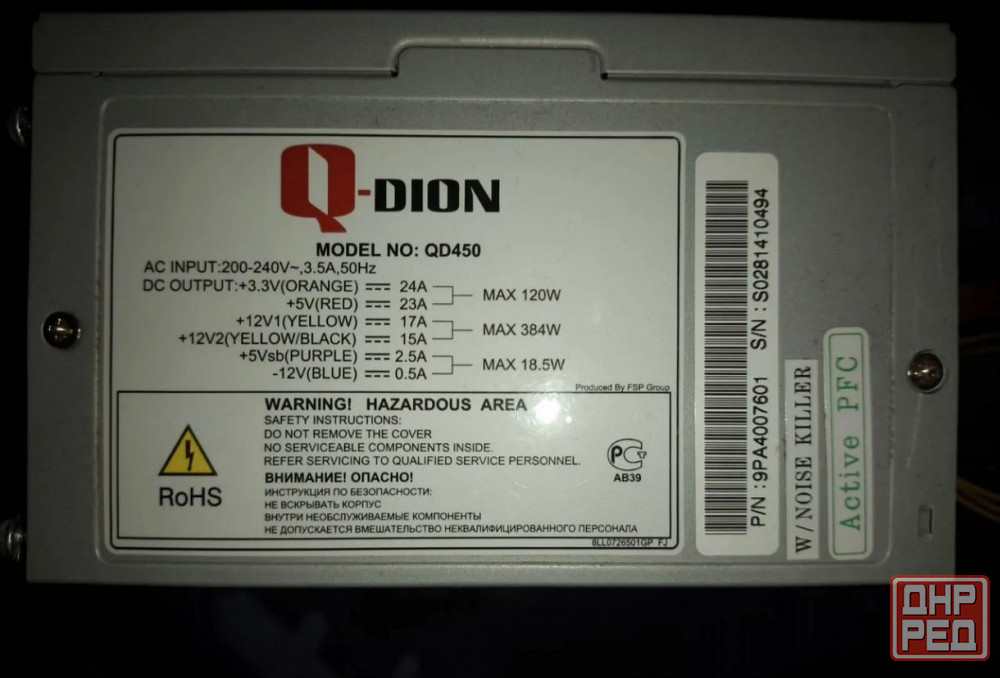 Q-DION
MODEL NO: QD450
AC INPUT:200-240V~,3.5A,50Hz
DC OUTPUT:+3.3V(ORANGE) 24A
+5V(RED) 23A
MAX 120W
+12V1(YELLOW) 17A
+12V2(YELLOW/BLACK) 15A
MAX 384W
+5Vsb(PURPLE) 2.5A
-12V(BLUE) 0.5A
MAX 18.5W
Produced By FSP Group
WARNING! HAZARDOUS AREA
SAFETY INSTRUCTIONS:
DO NOT REMOVE THE COVER
NO SERVICEABLE COMPONENTS INSIDE.
REFER SERVICING TO QUALIFIED SERVICE PERSONNEL.
ВНИМАНИЕ! ОПАСНО!
ИНСТРУКЦИЯ ПО БЕЗОПАСНОСТИ:
НЕ ВСКРЫВАТЬ КОРПУС
ВНУТРИ НЕОБСЛУЖИВАЕМЫЕ КОМПОНЕНТЫ
НЕ ДОПУСКАЕТСЯ ВМЕШАТЕЛЬСТВО НЕКВАЛИФИЦИРОВАННОГО ПЕРСОНАЛА
RoHS
РСТ
АВ39
6LL0726501GP FJ
P/N : 9PA4007601 S/N : S0281410494
W/NOISE KILLER
Active PFC
ДНР
РЕД